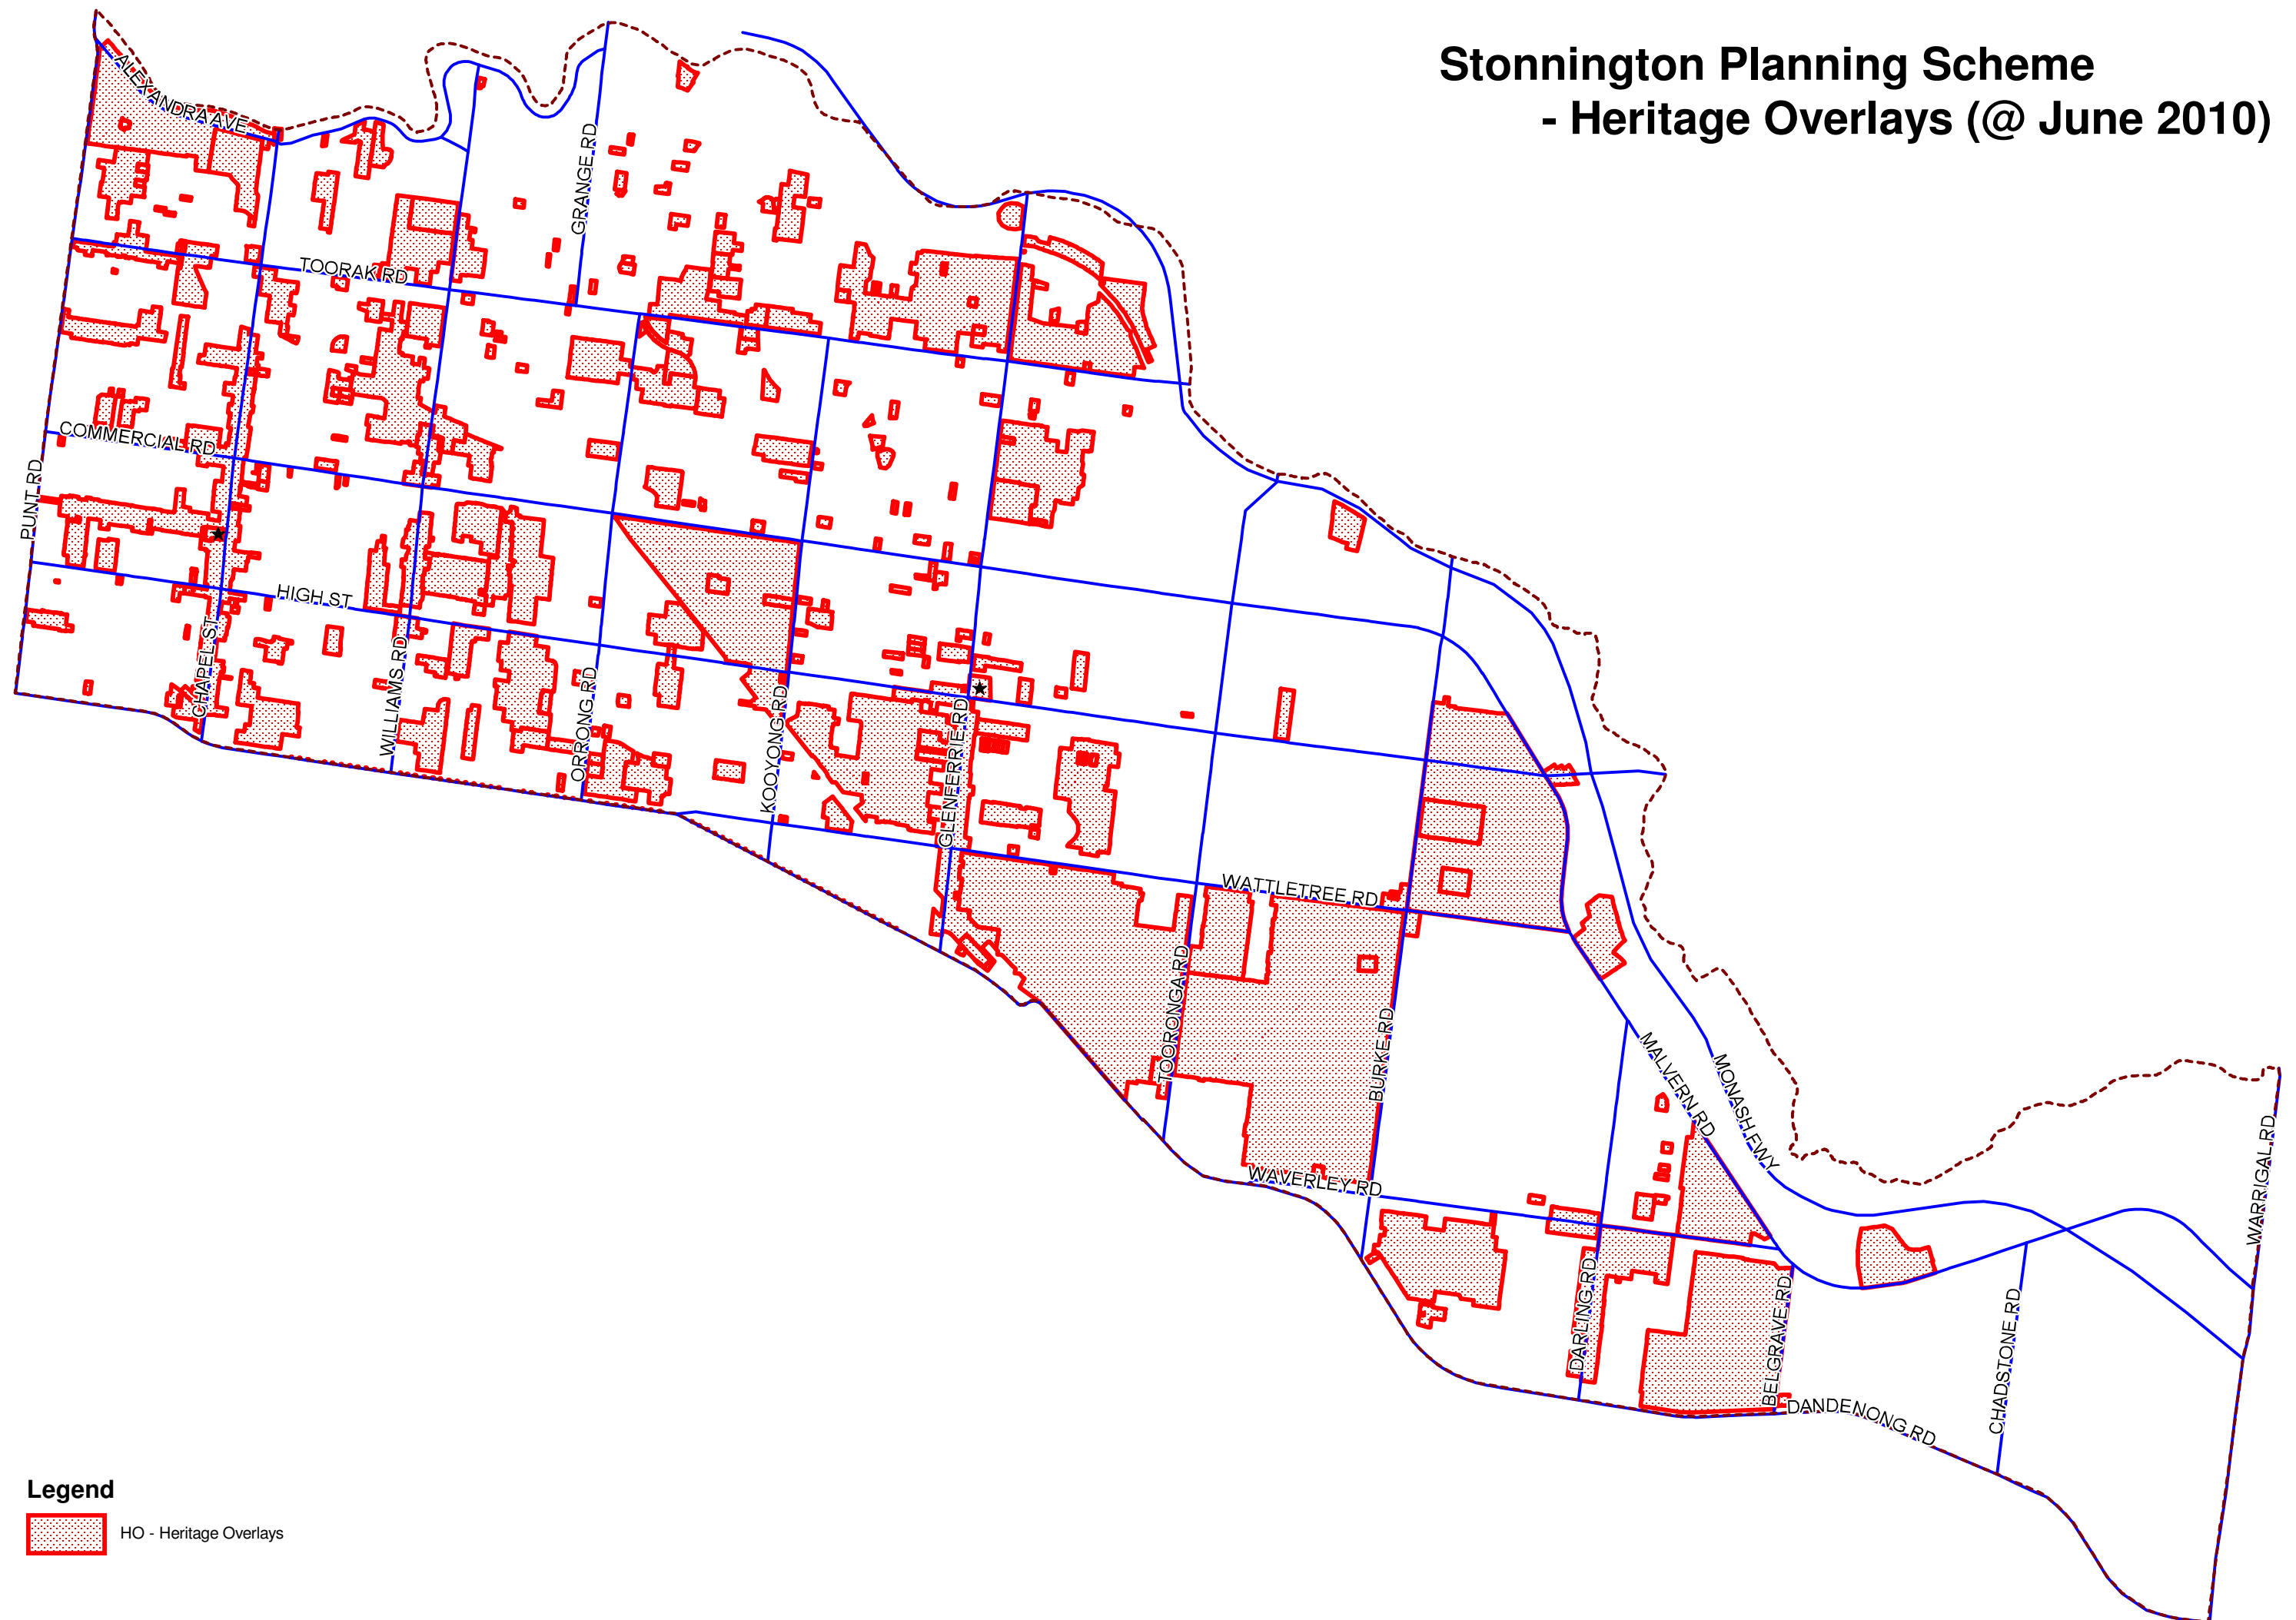 Stonnington Planning Scheme
- Heritage Overlays (@ June 2010)
ALEXANDRA AVE
GRANGE RD
TOORAK RD
COMMERCIAL RD
PUNT RD
HIGH ST
CHAPEL ST
WILLIAMS RD
ORRONG RD
KOOYONG RD
GLENFERRIE RD
WATTLETREE RD
TOORONGA RD
BURKE RD
MALVERN RD
MONASH FWY
WAVERLEY RD
WARRIGAL RD
DARLING RD
BELGRAVE RD
CHADSTONE RD
DANDENONG RD
Legend
HO - Heritage Overlays